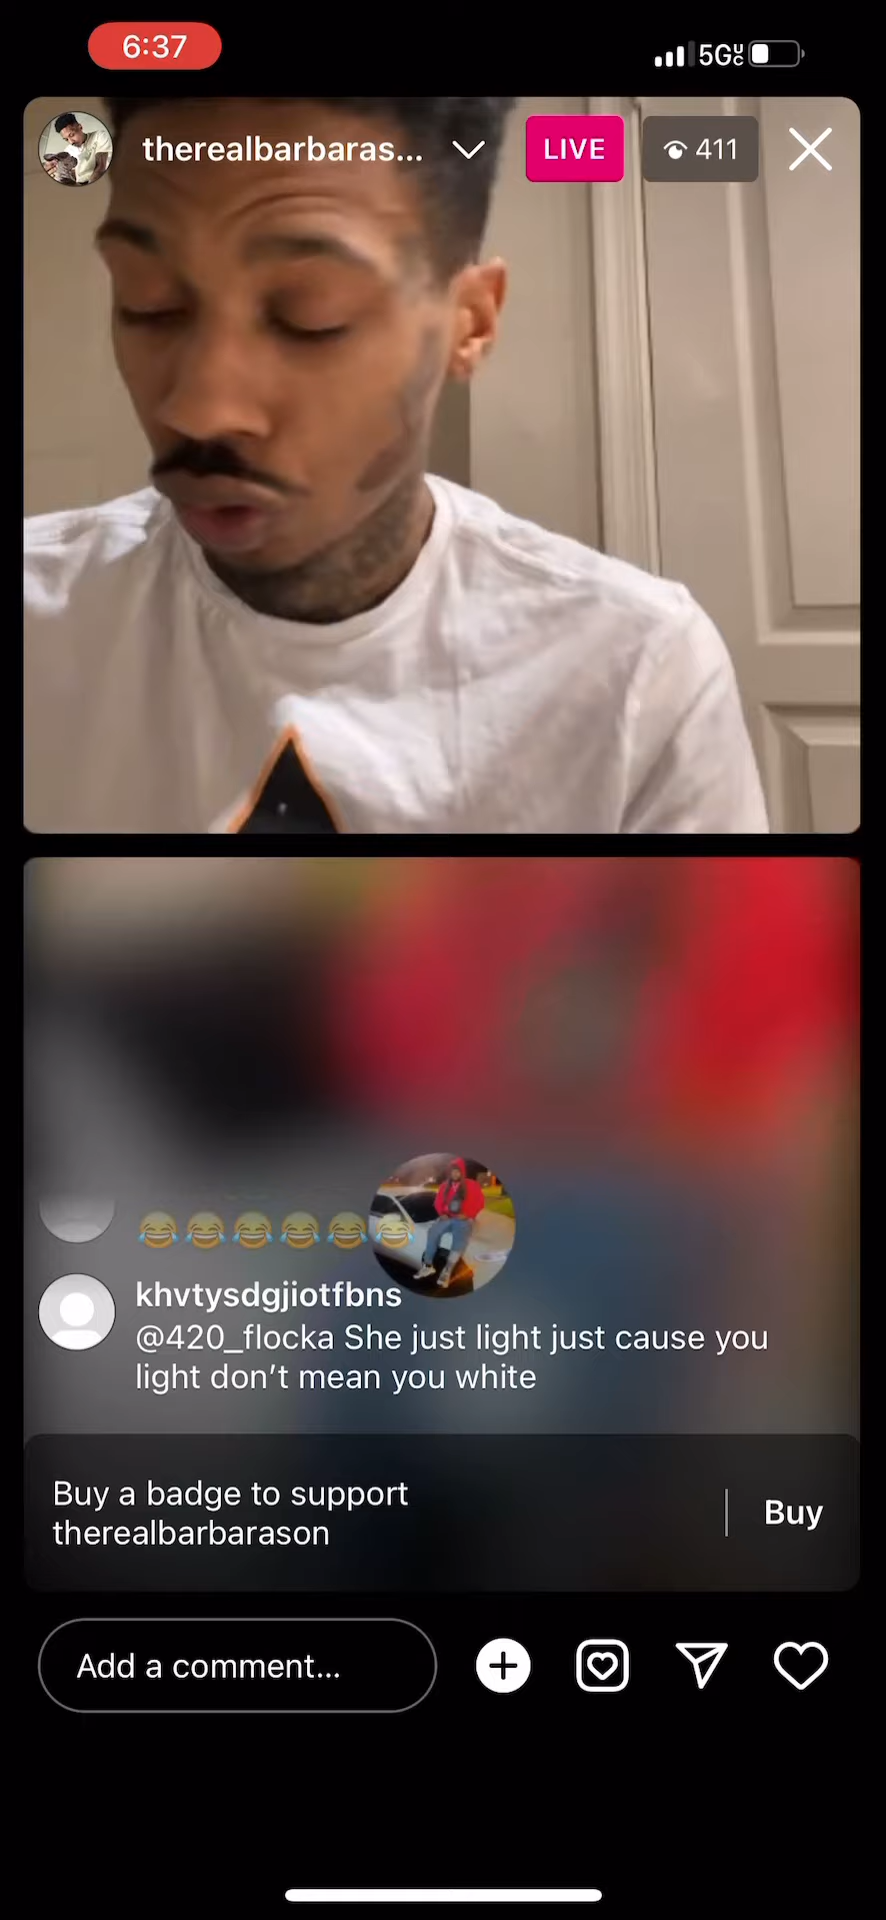 6:37
5G UC
therealbarbaras...
LIVE
411
😂😂😂😂😂😂
khvtysdgjiotfbns
@420_flocka She just light just cause you
light don't mean you white
Buy a badge to support
therealbarbarason
Buy
Add a comment...